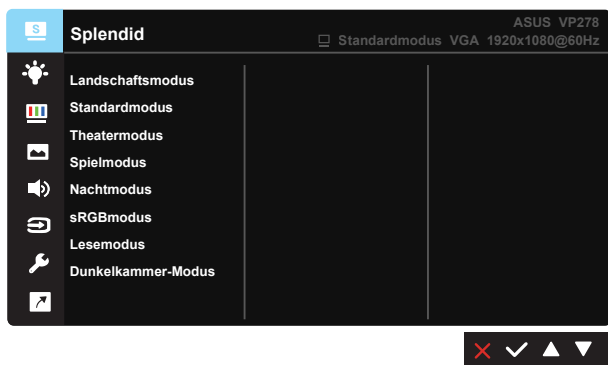 S
Splendid
ASUS VP278
Standardmodus VGA 1920x1080@60Hz
Landschaftsmodus
Standardmodus
Theatermodus
Spielmodus
Nachtmodus
sRGBmodus
Lesemodus
Dunkelkammer-Modus